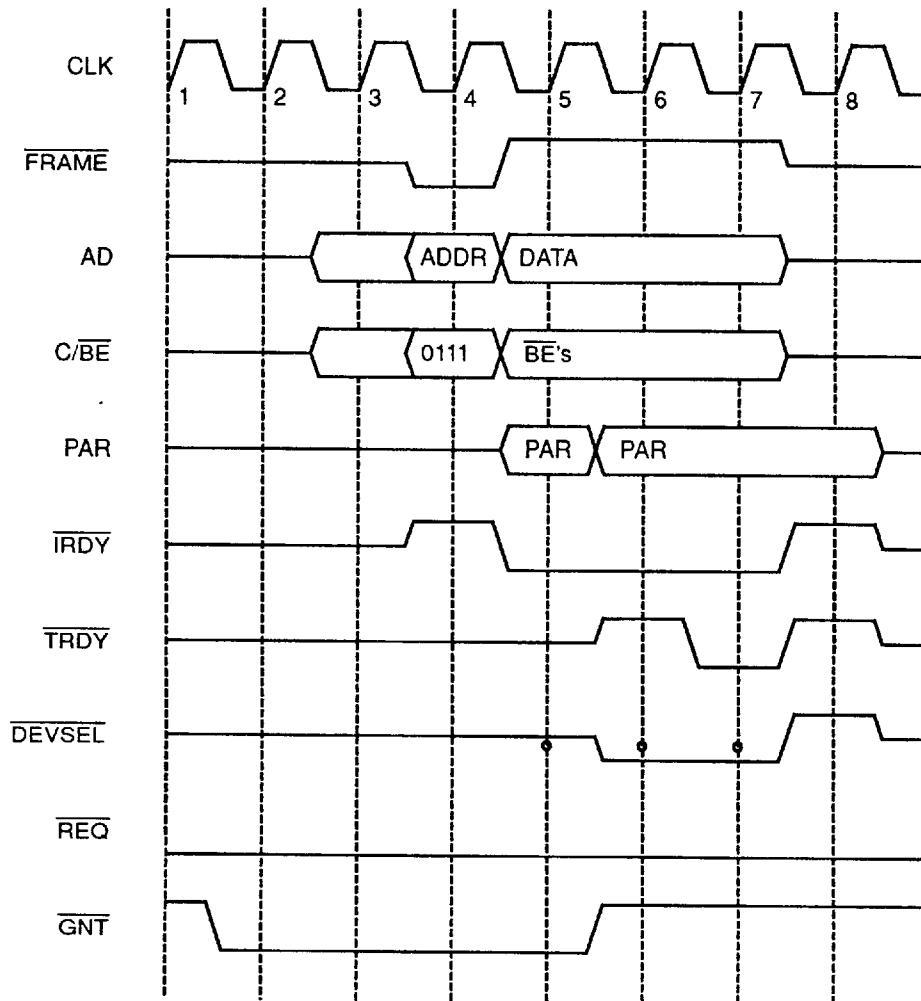 CLK
1 2 3 4 5 6 7 8
FRAME
AD
ADDR DATA
C/BE
0111 BE's
PAR
PAR PAR
IRDY
TRDY
DEVSEL
REQ
GNT